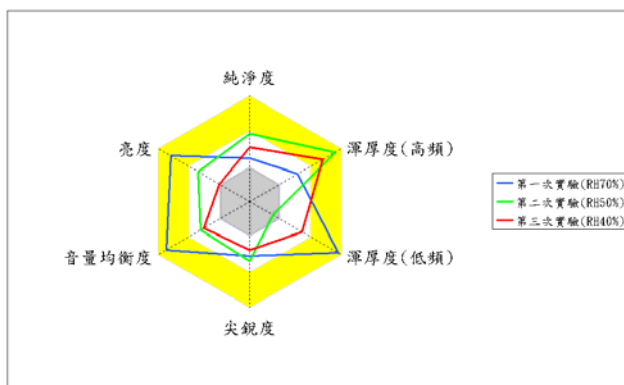 純淨度
亮度
渾厚度(高頻)
第一次實驗(RH70%)
第二次實驗(RH50%)
第三次實驗(RH40%)
音量均衡度
渾厚度(低頻)
尖銳度